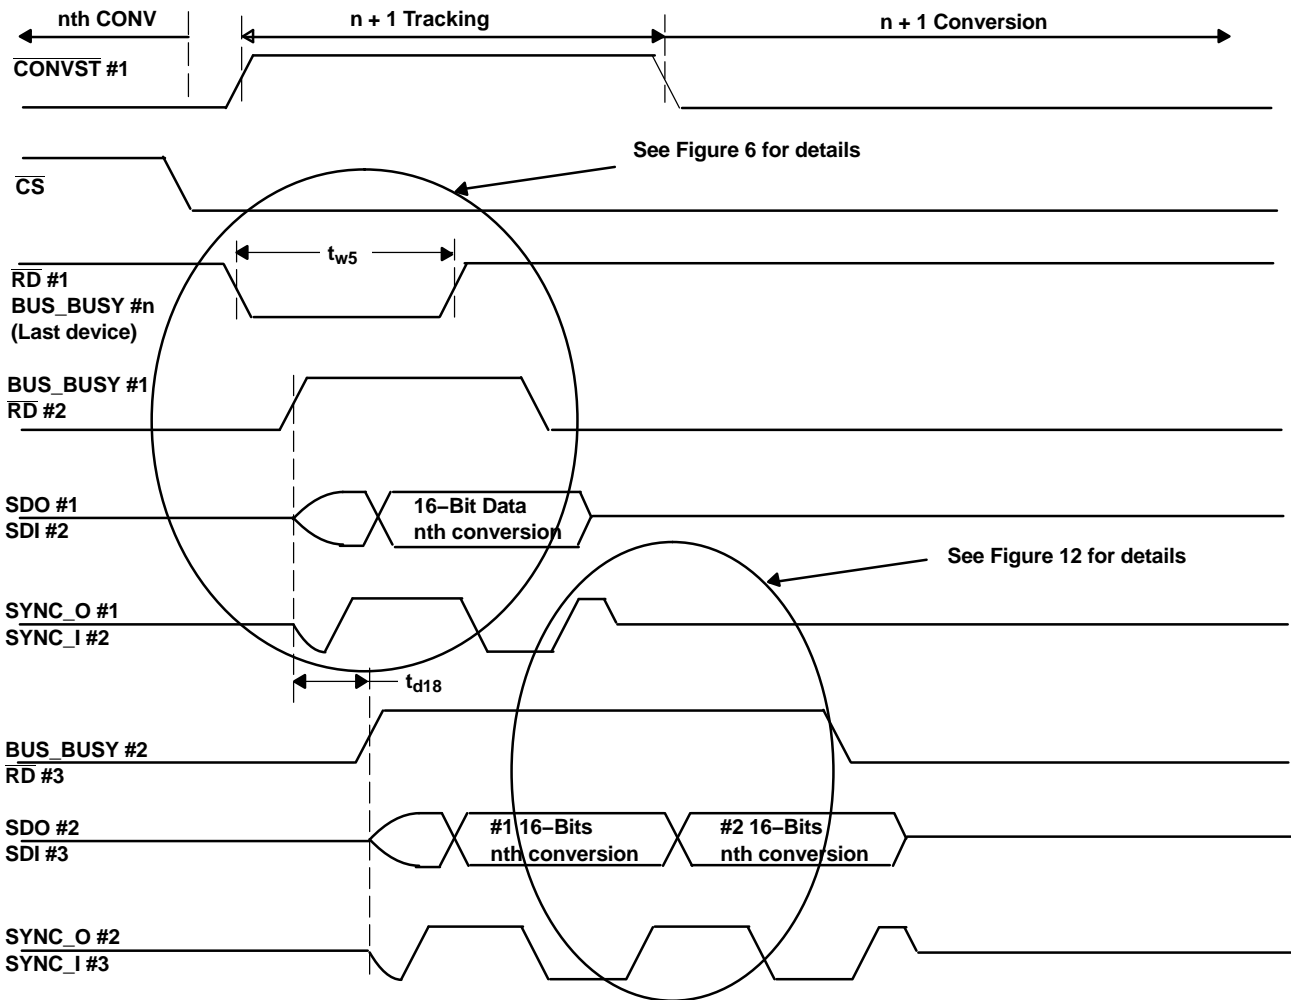 nth CONV
n + 1 Tracking
n + 1 Conversion
CONVST #1
See Figure 6 for details
CS
tw5
RD #1
BUS_BUSY #n
(Last device)
BUS_BUSY #1
RD #2
SDO #1
SDI #2
16–Bit Data
nth conversion
See Figure 12 for details
SYNC_O #1
SYNC_I #2
td18
BUS_BUSY #2
RD #3
SDO #2
SDI #3
#1 16–Bits
nth conversion
#2 16–Bits
nth conversion
SYNC_O #2
SYNC_I #3